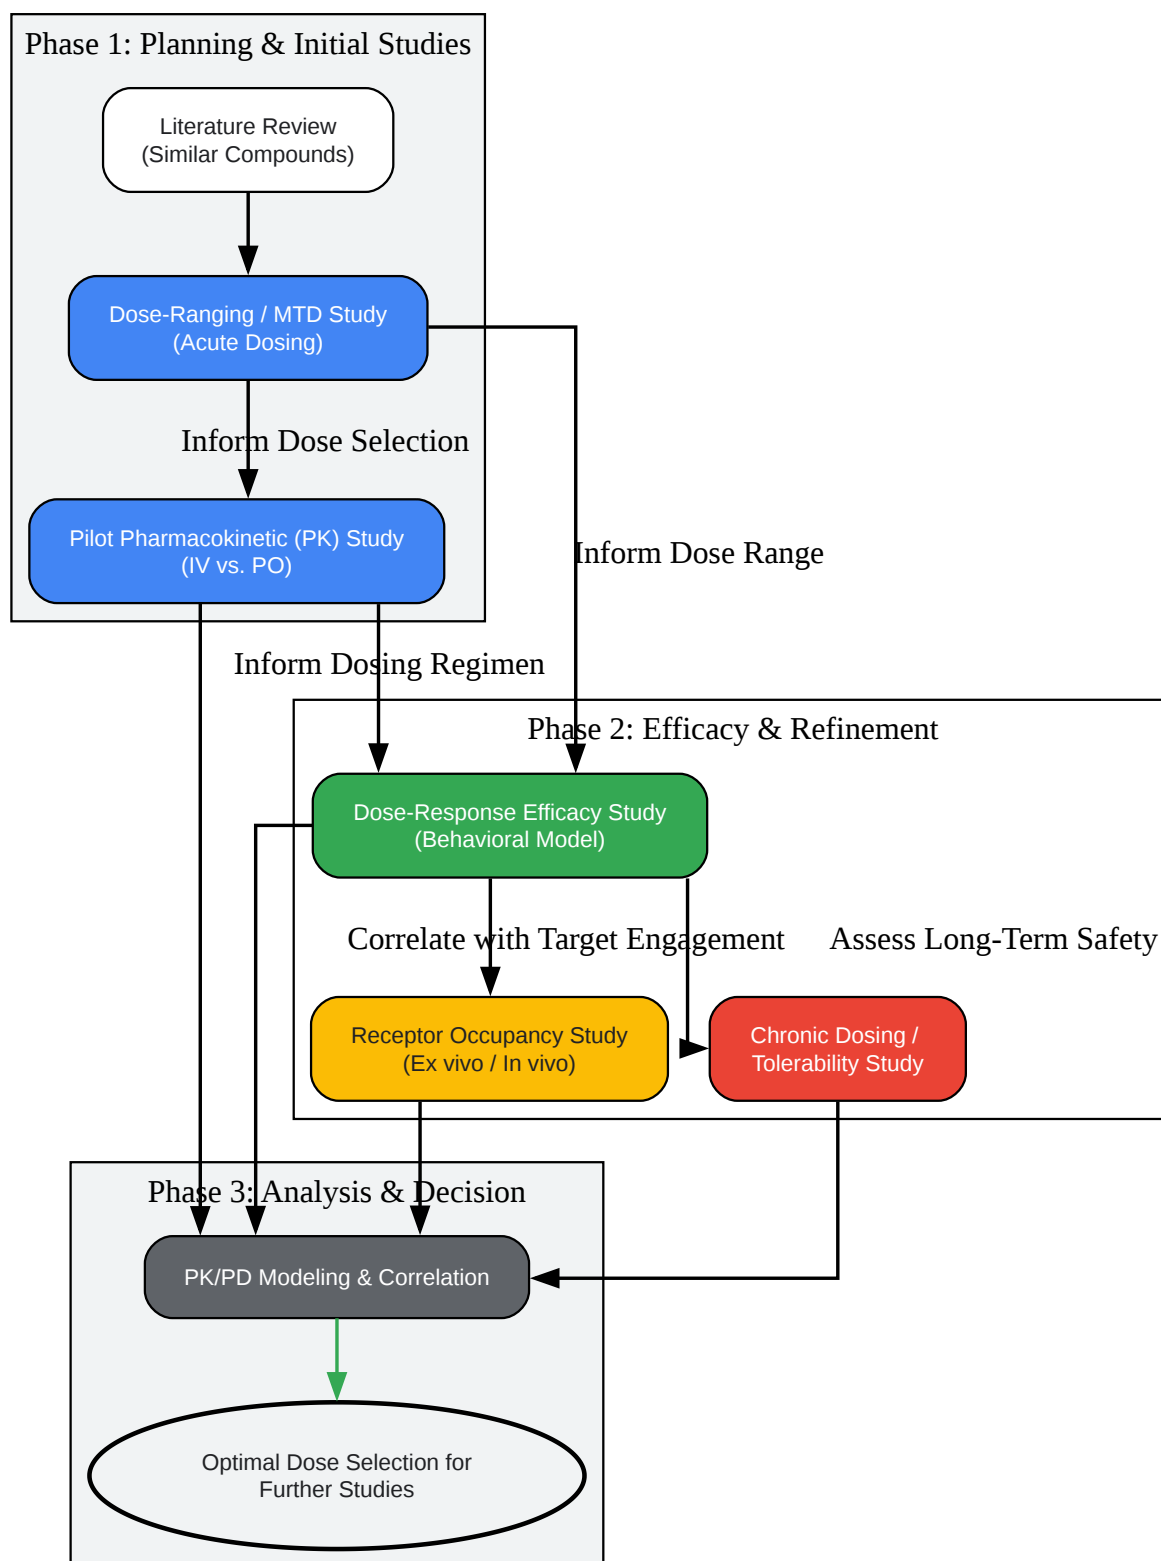 Phase 1: Planning & Initial Studies
Literature Review
(Similar Compounds)
Dose-Ranging / MTD Study
(Acute Dosing)
Inform Dose Selection
Pilot Pharmacokinetic (PK) Study
(IV vs. PO)
Inform Dose Range
Inform Dosing Regimen
Phase 2: Efficacy & Refinement
Dose-Response Efficacy Study
(Behavioral Model)
Correlate with Target Engagement
Assess Long-Term Safety
Receptor Occupancy Study
(Ex vivo / In vivo)
Chronic Dosing /
Tolerability Study
Phase 3: Analysis & Decision
PK/PD Modeling & Correlation
Optimal Dose Selection for
Further Studies